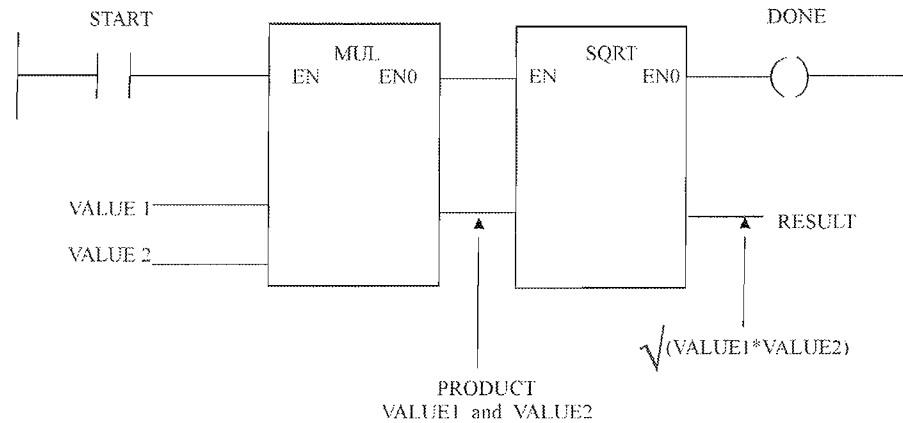 START
DONE
MUL
SQRT
EN EN0
EN EN0
VALUE 1
VALUE 2
RESULT
√(VALUE1*VALUE2)
PRODUCT
VALUE1 and VALUE2